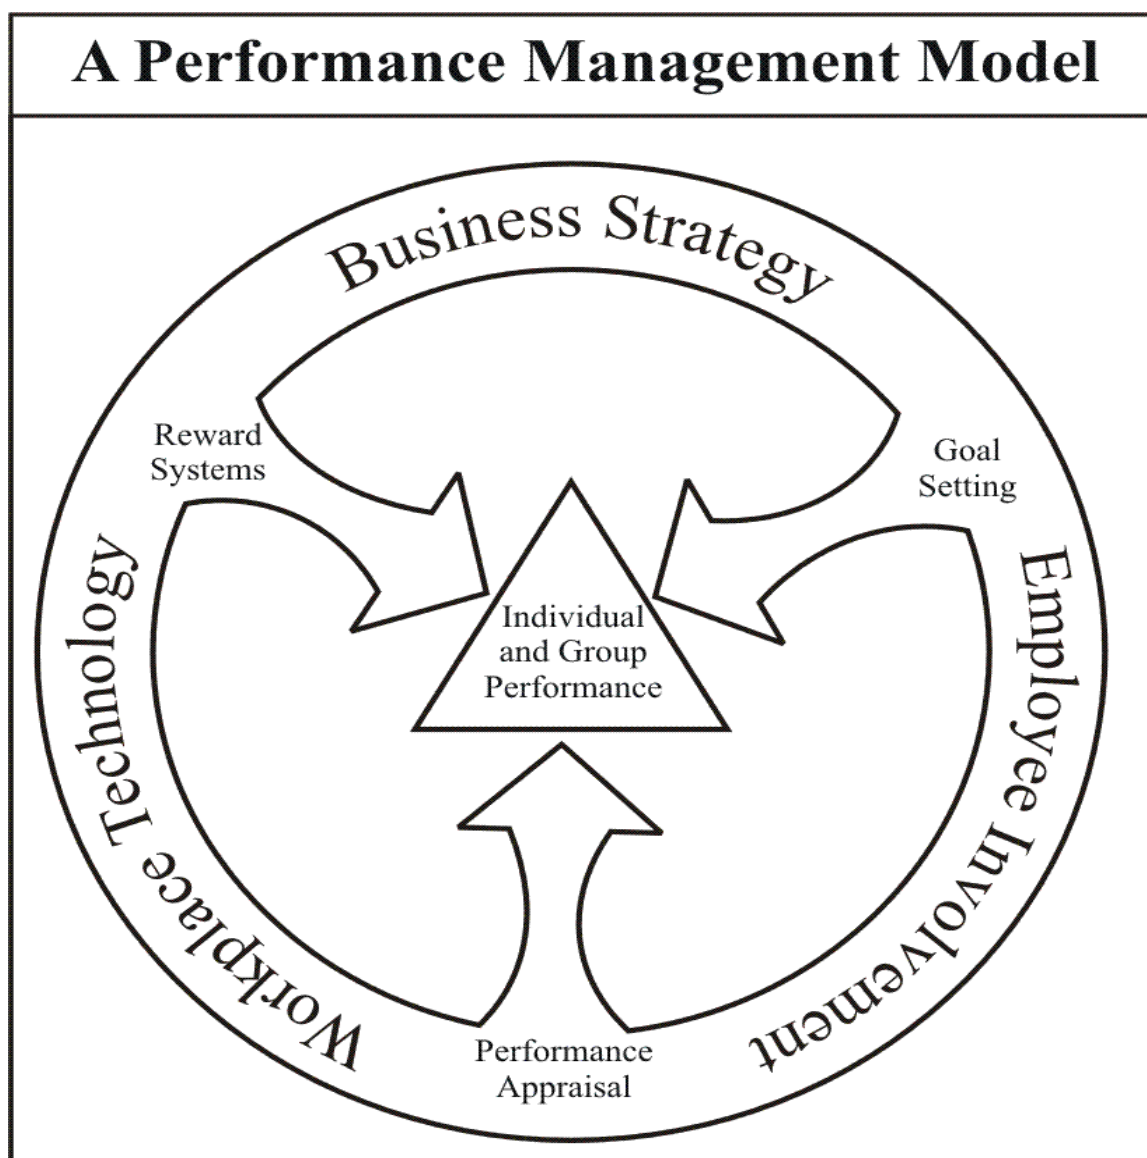 A Performance Management Model
Business Strategy
Reward
Systems
Goal
Setting
Workplace Technology
Employee Involvement
Individual
and Group
Performance
Performance
Appraisal